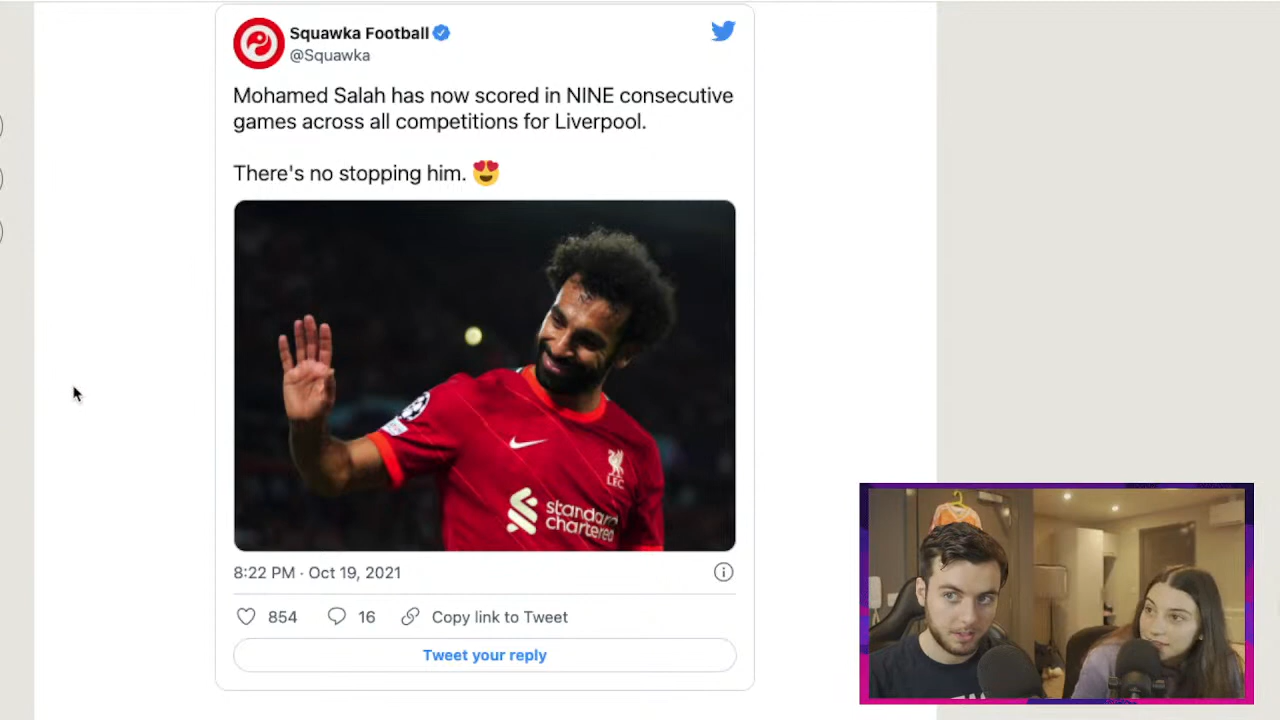 Squawka Football
@Squawka
Mohamed Salah has now scored in NINE consecutive
games across all competitions for Liverpool.
There's no stopping him. 😍
LFC
standard
chartered
8:22 PM · Oct 19, 2021
854
16
Copy link to Tweet
Tweet your reply